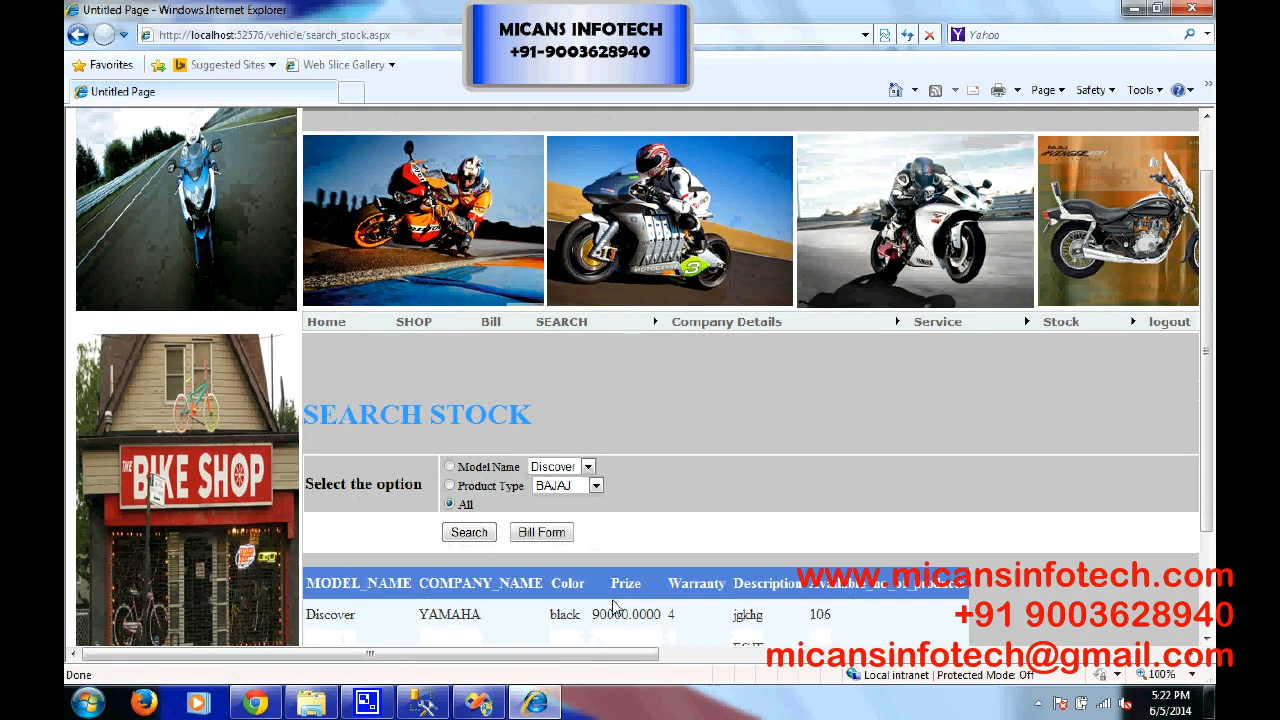 Untitled Page - Windows Internet Explorer
MICANS INFOTECH
+91-9003628940
http://localhost:52576/vehicle/search_stock.aspx
Yahoo
Favorites
Suggested Sites
Web Slice Gallery
Untitled Page
Page
Safety
Tools
AVENGER
3
YAMAHA
Home SHOP Bill SEARCH Company Details Service Stock logout
SEARCH STOCK
THE BIKE SHOP
Select the option
Model Name Discover
Product Type BAJAJ
All
Search Bill Form
MODEL_NAME COMPANY_NAME Color Prize Warranty Description
Discover YAMAHA black 90000.0000 4 jgkhg 106
www.micansinfotech.com
+91 9003628940
micansinfotech@gmail.com
Done
Local intranet | Protected Mode: Off
100%
5:22 PM
6/5/2014